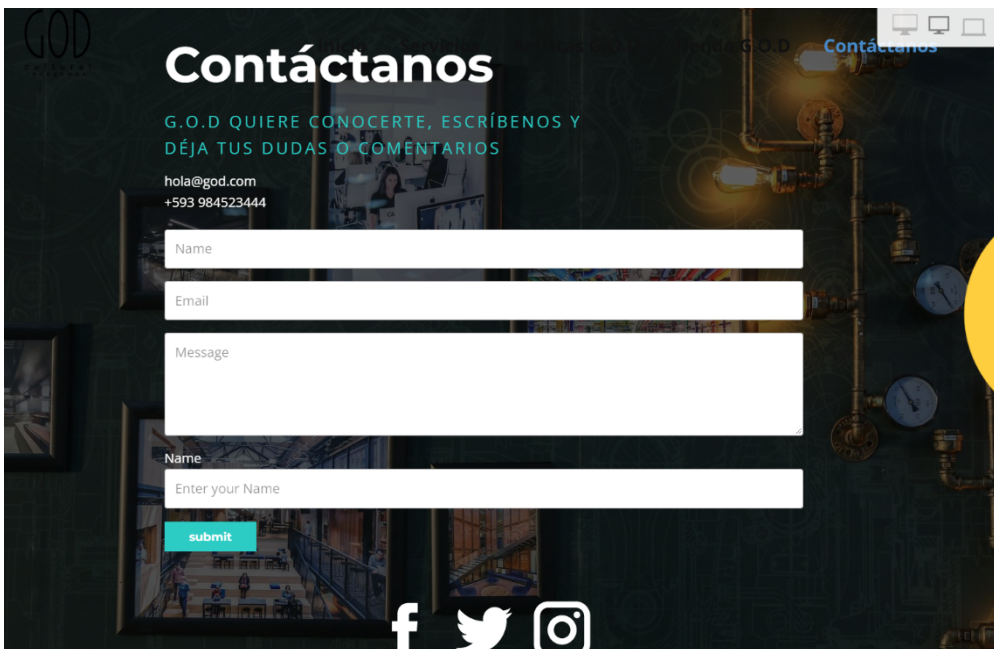 GOD
G.O.D
Contáctanos
Contáctanos
G.O.D QUIERE CONOCERTE, ESCRÍBENOS Y
DÉJA TUS DUDAS O COMENTARIOS
hola@god.com
+593 984523444
Name
Email
Message
Name
Enter your Name
submit